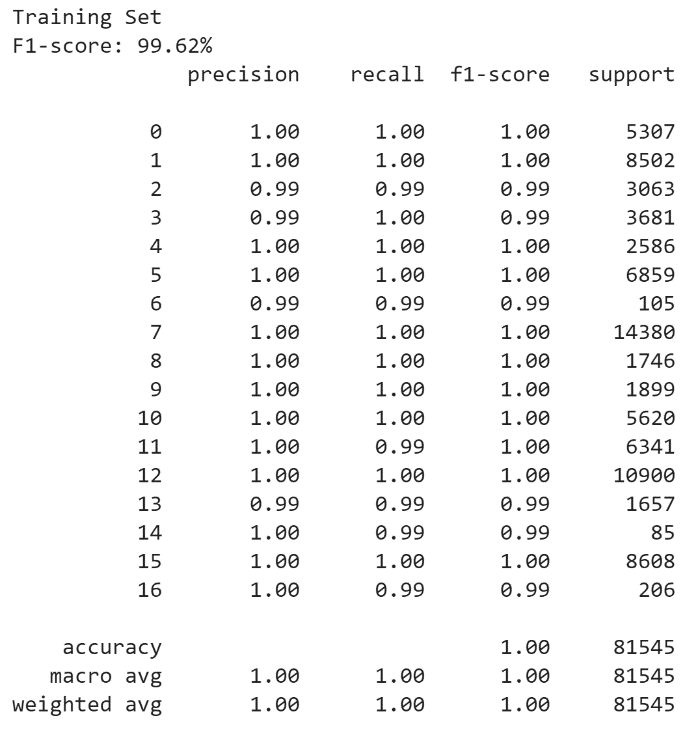 Training Set
F1-score: 99.62%
precision recall f1-score support
0 1.00 1.00 1.00 5307
1 1.00 1.00 1.00 8502
2 0.99 0.99 0.99 3063
3 0.99 1.00 0.99 3681
4 1.00 1.00 1.00 2586
5 1.00 1.00 1.00 6859
6 0.99 0.99 0.99 105
7 1.00 1.00 1.00 14380
8 1.00 1.00 1.00 1746
9 1.00 1.00 1.00 1899
10 1.00 1.00 1.00 5620
11 1.00 0.99 1.00 6341
12 1.00 1.00 1.00 10900
13 0.99 0.99 0.99 1657
14 1.00 0.99 0.99 85
15 1.00 1.00 1.00 8608
16 1.00 0.99 0.99 206
accuracy 1.00 81545
macro avg 1.00 1.00 1.00 81545
weighted avg 1.00 1.00 1.00 81545